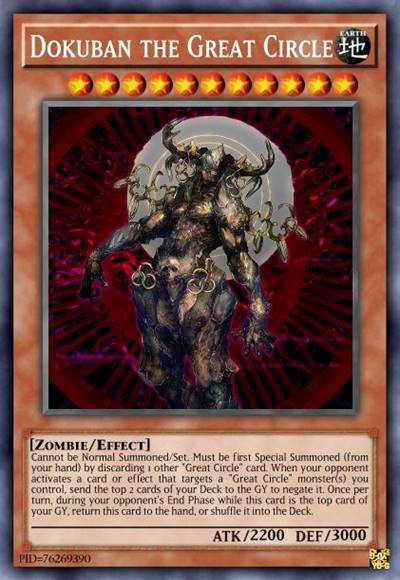 DOKUBAN THE GREAT CIRCLE
EARTH
地
[ZOMBIE/EFFECT]
Cannot be Normal Summoned/Set. Must be first Special Summoned (from
your hand) by discarding 1 other "Great Circle" card. When your opponent
activates a card or effect that targets a "Great Circle" monster(s) you
control, send the top 2 cards of your Deck to the GY to negate it. Once per
turn, during your opponent's End Phase while this card is the top card of
your GY, return this card to the hand, or shuffle it into the Deck.
ATK/2200 DEF/3000
PID=76269390